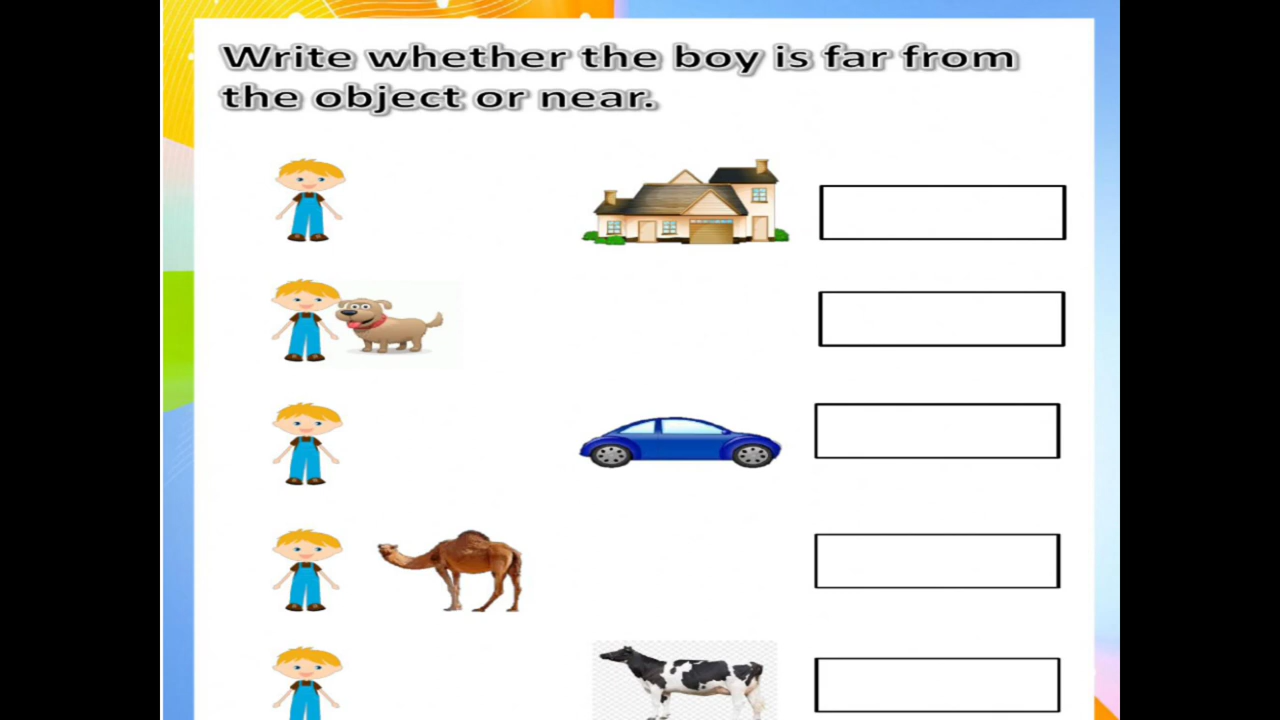 Write whether the boy is far from
the object or near.